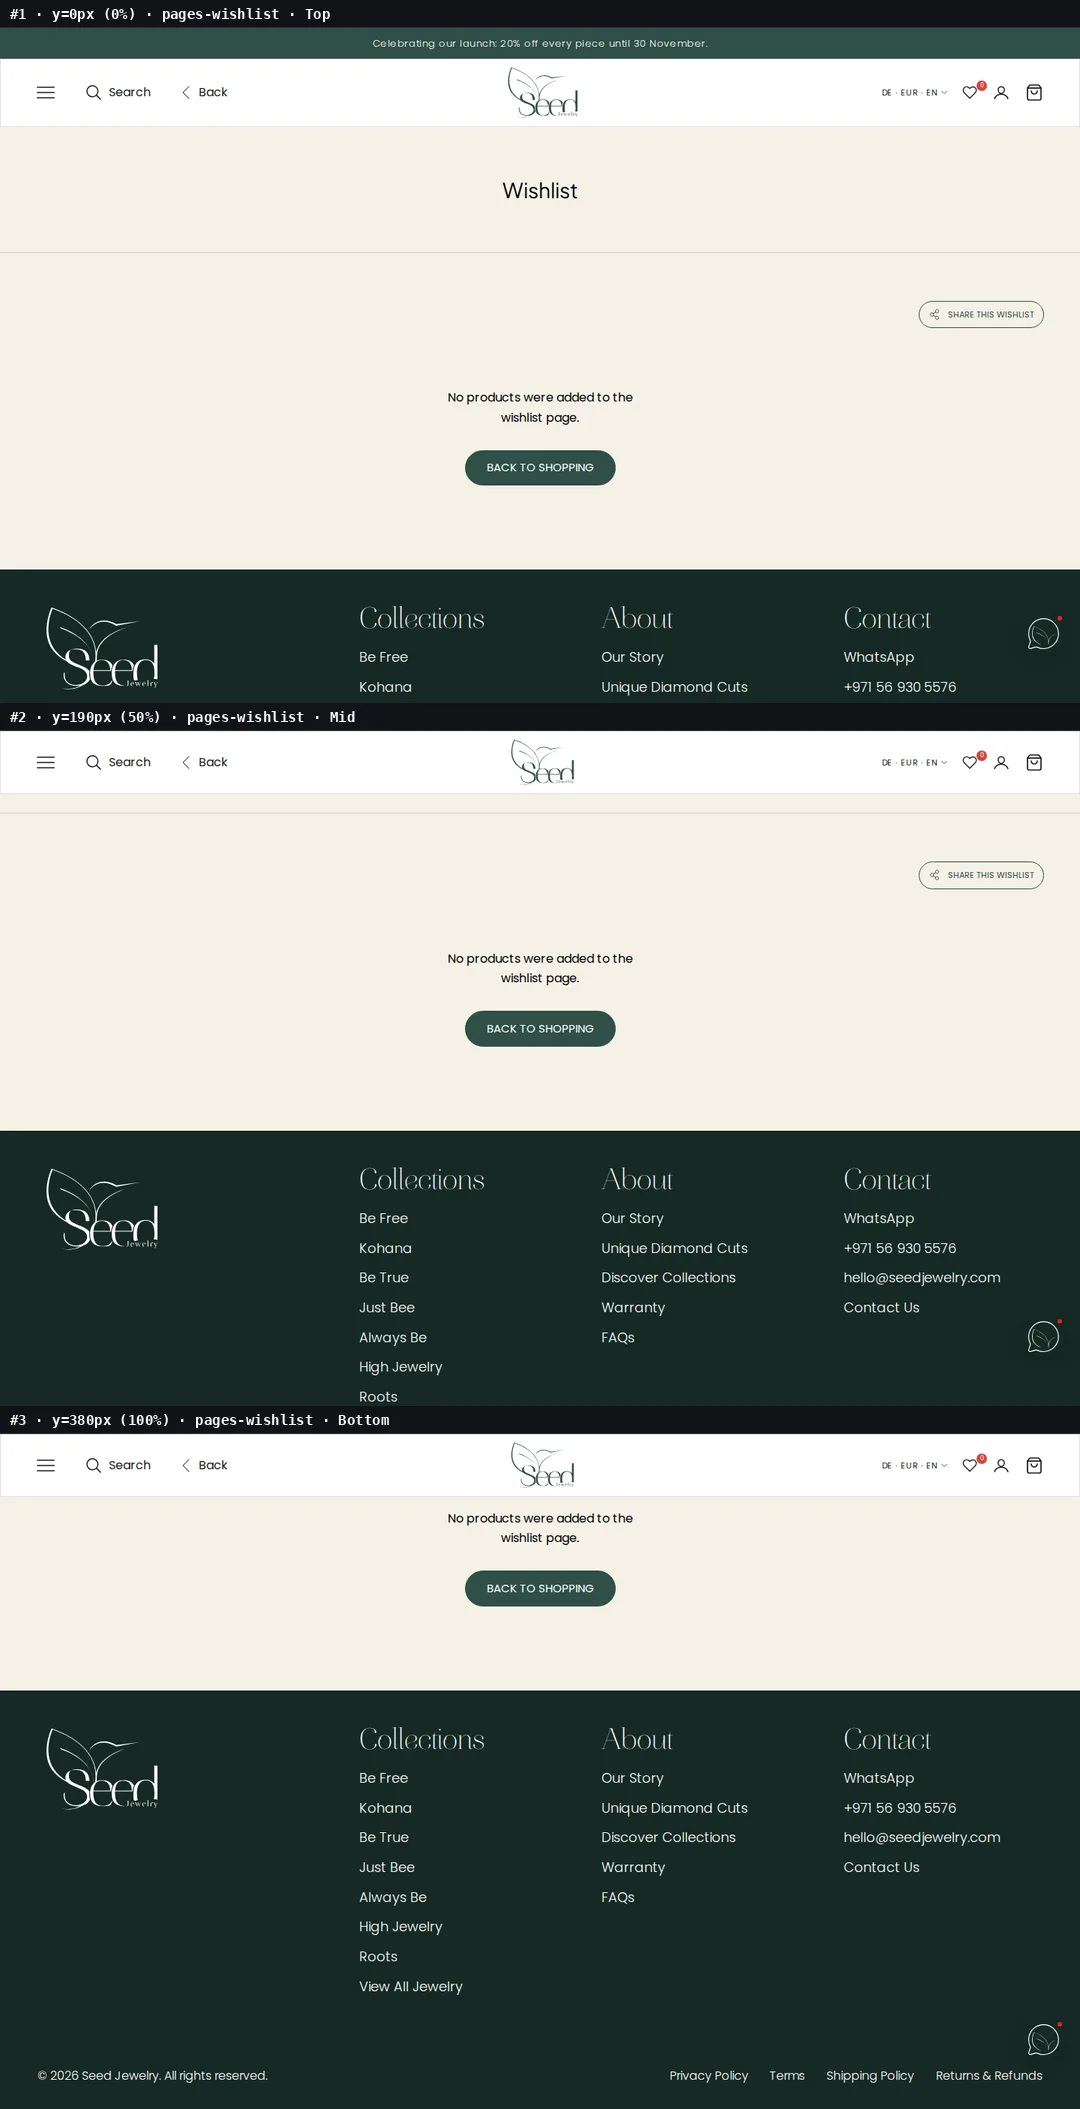 #1 · y=0px (0%) · pages-wishlist · Top
Celebrating our launch: 20% off every piece until 30 November.
Search
Back
Seed
Jewelry
DE · EUR · EN
0
Wishlist
SHARE THIS WISHLIST
No products were added to the
wishlist page.
BACK TO SHOPPING
Seed
Jewelry
Collections
About
Contact
Be Free
Our Story
WhatsApp
Kohana
Unique Diamond Cuts
+971 56 930 5576
#2 · y=190px (50%) · pages-wishlist · Mid
Search
Back
Seed
Jewelry
DE · EUR · EN
0
SHARE THIS WISHLIST
No products were added to the
wishlist page.
BACK TO SHOPPING
Seed
Jewelry
Collections
About
Contact
Be Free
Our Story
WhatsApp
Kohana
Unique Diamond Cuts
+971 56 930 5576
Be True
Discover Collections
hello@seedjewelry.com
Just Bee
Warranty
Contact Us
Always Be
FAQs
High Jewelry
Roots
#3 · y=380px (100%) · pages-wishlist · Bottom
Search
Back
Seed
Jewelry
DE · EUR · EN
0
No products were added to the
wishlist page.
BACK TO SHOPPING
Seed
Jewelry
Collections
About
Contact
Be Free
Our Story
WhatsApp
Kohana
Unique Diamond Cuts
+971 56 930 5576
Be True
Discover Collections
hello@seedjewelry.com
Just Bee
Warranty
Contact Us
Always Be
FAQs
High Jewelry
Roots
View All Jewelry
© 2026 Seed Jewelry. All rights reserved.
Privacy Policy
Terms
Shipping Policy
Returns & Refunds